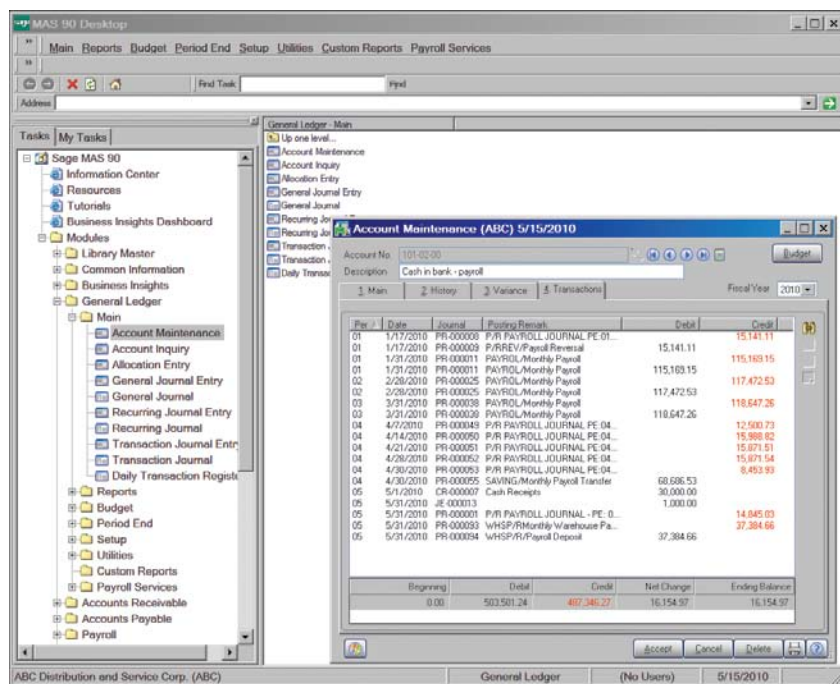 sage MAS 90 Desktop
Main Reports Budget Period End Setup Utilities Custom Reports Payroll Services
Find Task Find
Address
Tasks My Tasks
Sage MAS 90
Information Center
Resources
Tutorials
Business Insights Dashboard
Modules
Library Master
Common Information
Business Insights
General Ledger
Main
Account Maintenance
Account Inquiry
Allocation Entry
General Journal Entry
General Journal
Recurring Journal Entry
Recurring Journal
Transaction Journal Entr
Transaction Journal
Daily Transaction Registe
Reports
Budget
Period End
Setup
Utilities
Custom Reports
Payroll Services
Accounts Receivable
Accounts Payable
Payroll
General Ledger - Main
Up one level...
Account Maintenance
Account Inquiry
Allocation Entry
General Journal Entry
General Journal
Recurring Jo
Recurring Jo
Transaction J
Transaction
Daily Transac
Account Maintenance (ABC) 5/15/2010
Account No. 101-02-00 Budget
Description Cash in bank - payroll
1. Main 2. History 3. Variance 4. Transactions Fiscal Year 2010
Per Date Journal Posting Remark Debit Credit
01 1/17/2010 PR-000008 P/R PAYROLL JOURNAL PE:01... 15,141.11
01 1/17/2010 PR-000009 P/RREV/Payroll Reversal 15,141.11
01 1/31/2010 PR-000011 PAYROL/Monthly Payroll 115,169.15
01 1/31/2010 PR-000011 PAYROL/Monthly Payroll 115,169.15
02 2/28/2010 PR-000025 PAYROL/Monthly Payroll 117,472.53
02 2/28/2010 PR-000025 PAYROL/Monthly Payroll 117,472.53
03 3/31/2010 PR-000038 PAYROL/Monthly Payroll 118,647.26
03 3/31/2010 PR-000038 PAYROL/Monthly Payroll 118,647.26
04 4/7/2010 PR-000049 P/R PAYROLL JOURNAL PE:04... 12,500.73
04 4/14/2010 PR-000050 P/R PAYROLL JOURNAL PE:04... 15,988.82
04 4/21/2010 PR-000051 P/R PAYROLL JOURNAL PE:04... 15,871.51
04 4/28/2010 PR-000052 P/R PAYROLL JOURNAL PE:04... 15,871.54
04 4/30/2010 PR-000053 P/R PAYROLL JOURNAL PE:04... 8,453.93
04 4/30/2010 PR-000055 SAVING/Monthly Payroll Transfer 68,686.53
05 5/1/2010 CR-000007 Cash Receipts 30,000.00
05 5/31/2010 JE-000013 1,000.00
05 5/31/2010 PR-000001 P/R PAYROLL JOURNAL - PE: 0... 14,845.03
05 5/31/2010 PR-000093 WHSP/RMonthly Warehouse Pa... 37,384.66
05 5/31/2010 PR-000094 WHSP/R/Payroll Deposit 37,384.66
Beginning Debit Credit Net Change Ending Balance
0.00 503,501.24 487,346.27 16,154.97 16,154.97
Accept Cancel Delete
ABC Distribution and Service Corp. (ABC) General Ledger (No Users) 5/15/2010